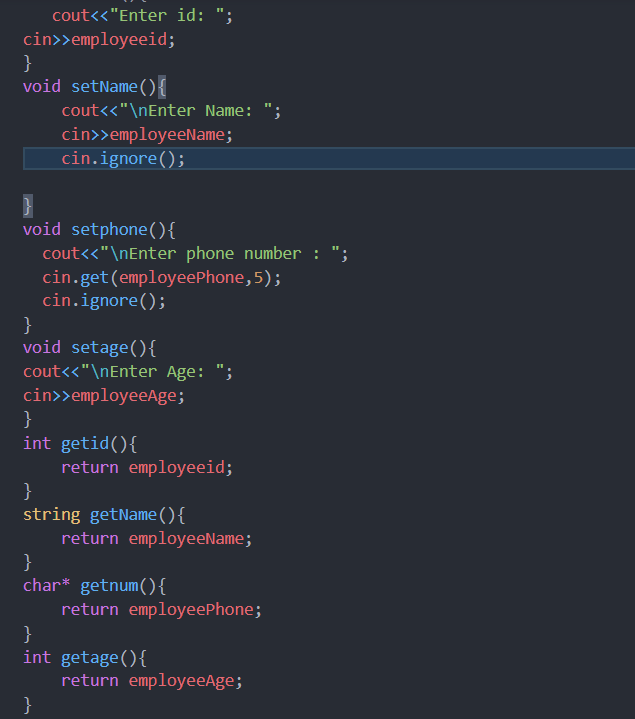 cout<<"Enter id: ";
cin>>employeeid;
}
void setName(){
cout<<"\nEnter Name: ";
cin>>employeeName;
cin.ignore();
}
void setphone(){
cout<<"\nEnter phone number : ";
cin.get(employeePhone,5);
cin.ignore();
}
void setage(){
cout<<"\nEnter Age: ";
cin>>employeeAge;
}
int getid(){
return employeeid;
}
string getName(){
return employeeName;
}
char* getnum(){
return employeePhone;
}
int getage(){
return employeeAge;
}